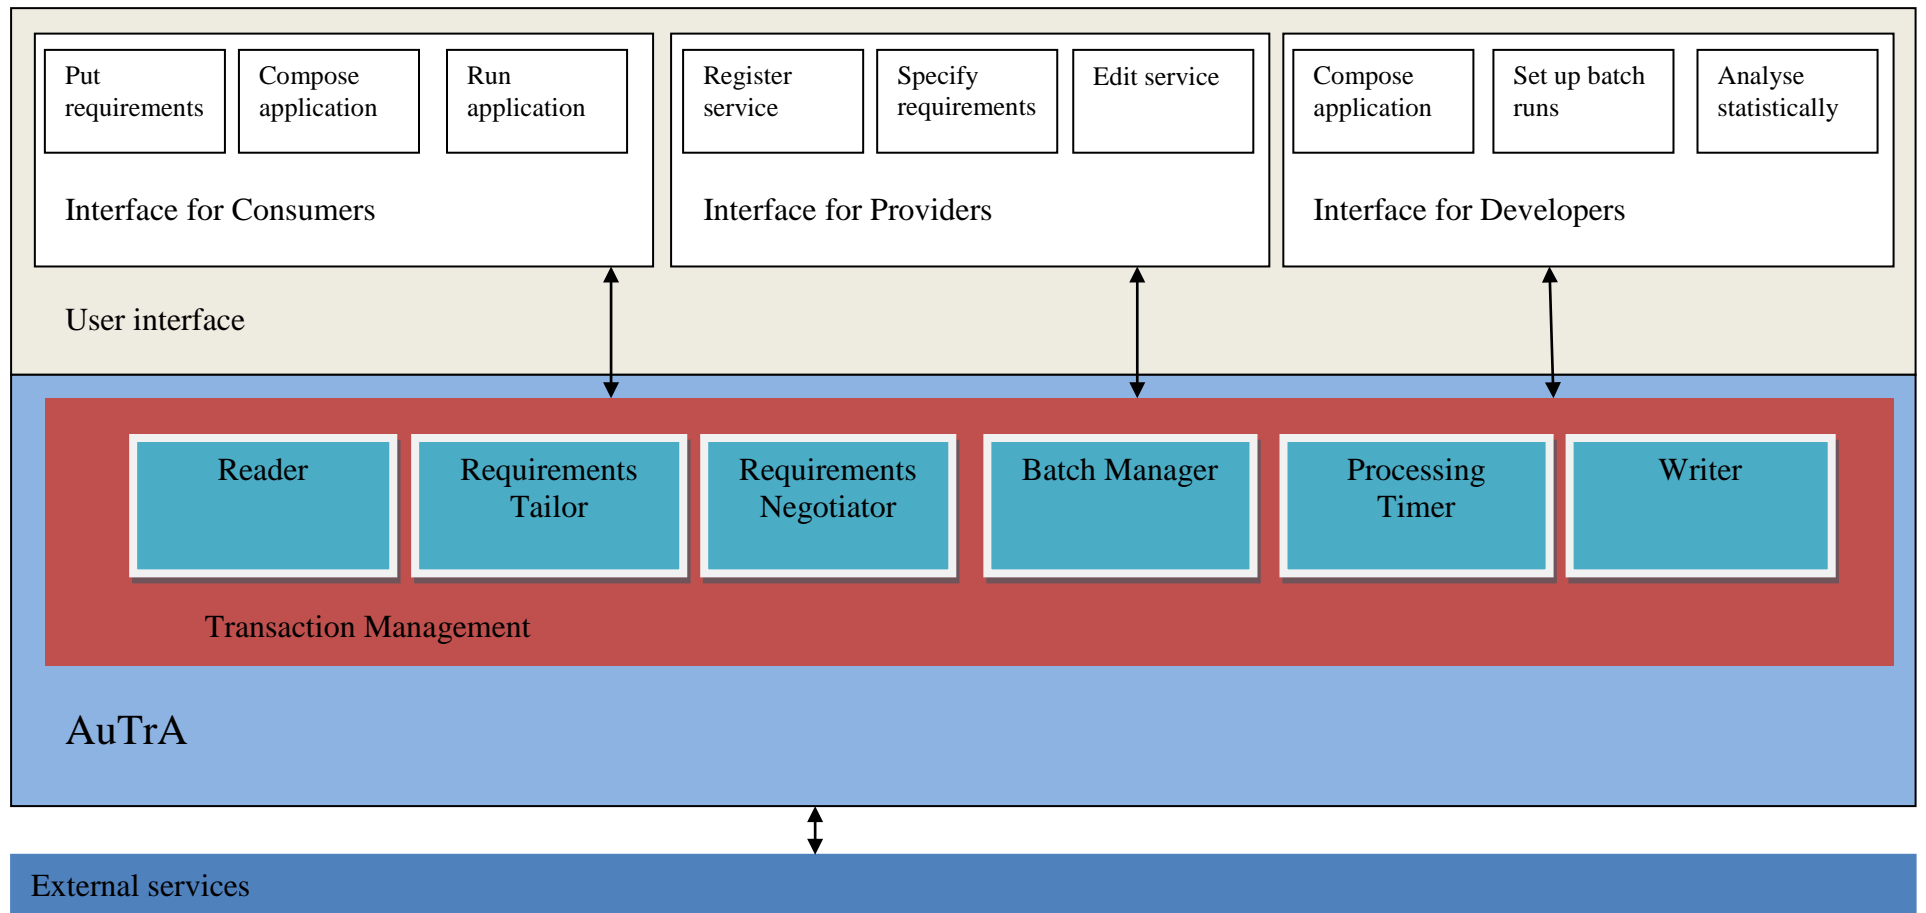 Put
requirements
Compose
application
Run
application
Interface for Consumers
Register
service
Specify
requirements
Edit service
Interface for Providers
Compose
application
Set up batch
runs
Analyse
statistically
Interface for Developers
User interface
Reader
Requirements
Tailor
Requirements
Negotiator
Batch Manager
Processing
Timer
Writer
Transaction Management
AuTrA
External services